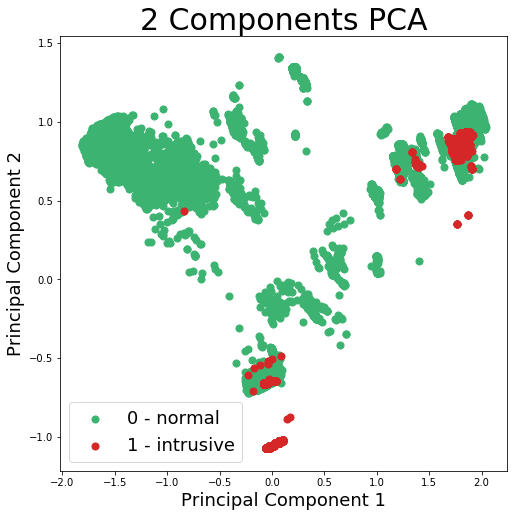 2 Components PCA
Principal Component 2
1.5
1.0
0.5
0.0
−0.5
−1.0
0 - normal
1 - intrusive
−2.0 −1.5 −1.0 −0.5 0.0 0.5 1.0 1.5 2.0
Principal Component 1